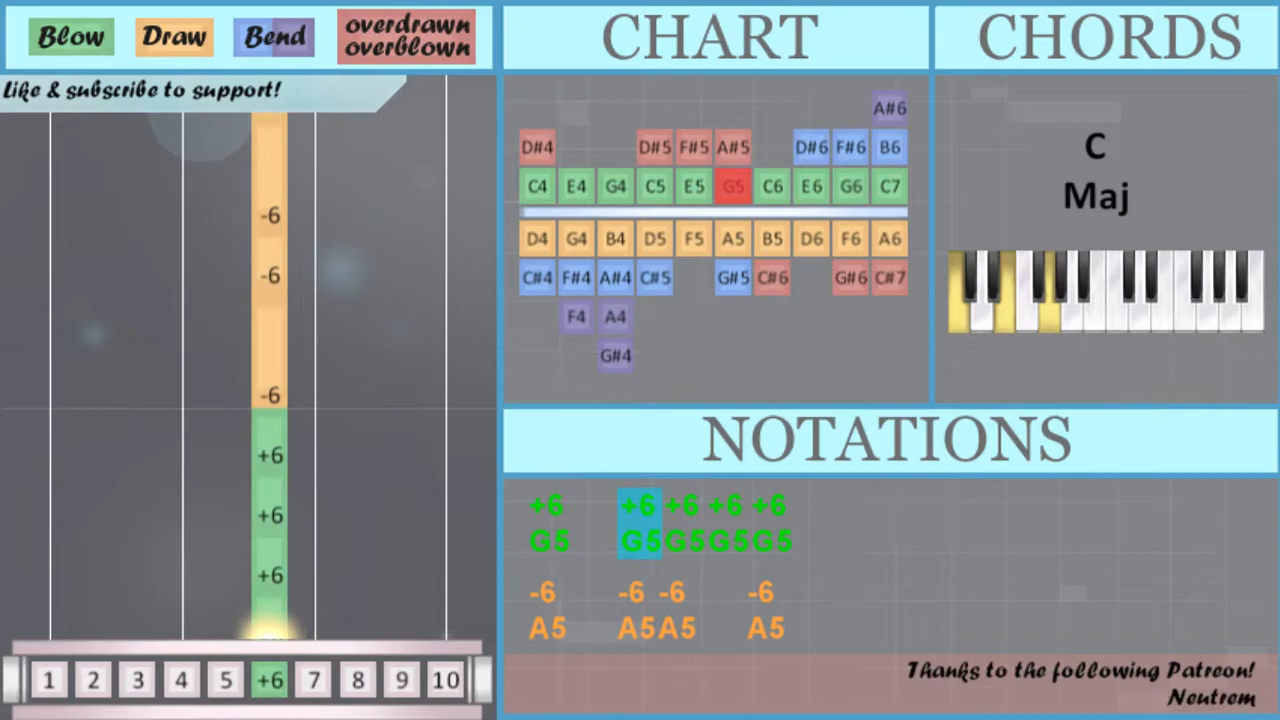 Blow Draw Bend overdrawn
overblown
CHART
CHORDS
Like & subscribe to support!
-6
-6
-6
+6
+6
+6
1 2 3 4 5 +6 7 8 9 10
A#6
D#4 D#5 F#5 A#5 D#6 F#6 B6
C4 E4 G4 C5 E5 G5 C6 E6 G6 C7
D4 G4 B4 D5 F5 A5 B5 D6 F6 A6
C#4 F#4 A#4 C#5 G#5 C#6 G#6 C#7
F4 A4
G#4
C
Maj
NOTATIONS
+6 +6 +6 +6 +6
G5 G5 G5 G5 G5
-6 -6 -6 -6
A5 A5 A5 A5
Thanks to the following Patreon!
Neutrem